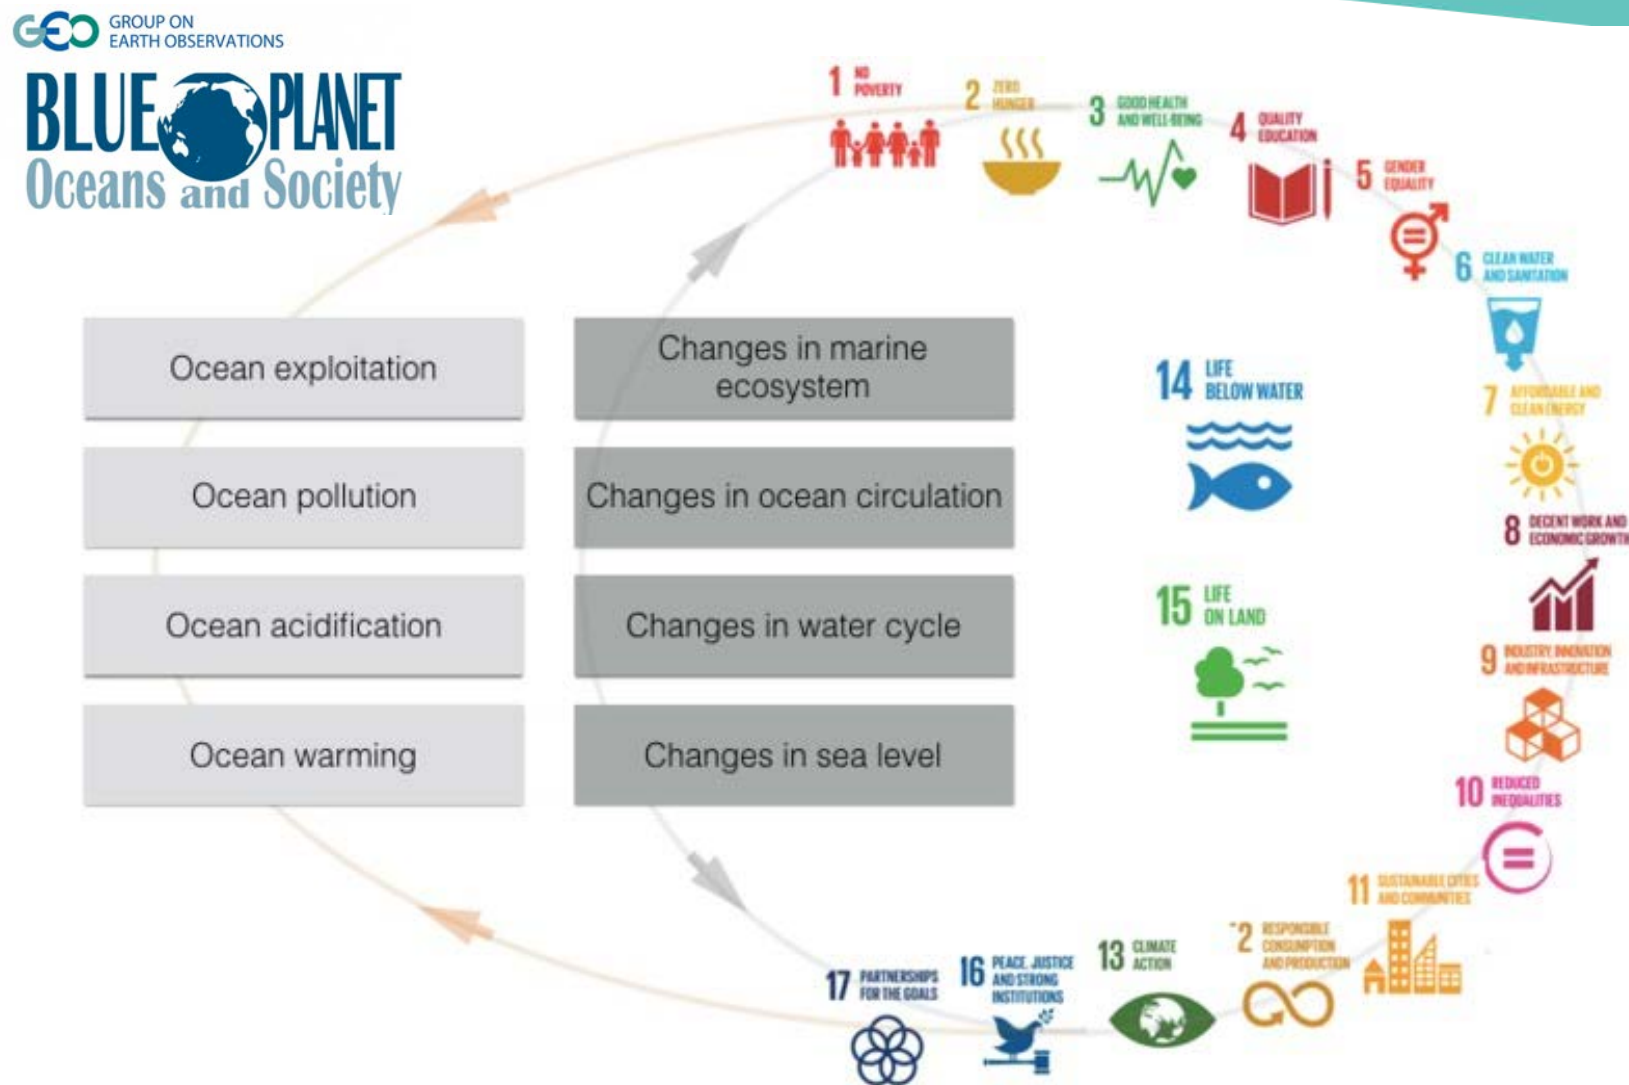 GEO GROUP ON
EARTH OBSERVATIONS
BLUE PLANET
Oceans and Society
1 NO
POVERTY
2 ZERO
HUNGER
3 GOOD HEALTH
AND WELL-BEING
4 QUALITY
EDUCATION
5 GENDER
EQUALITY
6 CLEAN WATER
AND SANITATION
Ocean exploitation
Changes in marine
ecosystem
14 LIFE
BELOW WATER
7 AFFORDABLE AND
CLEAN ENERGY
Ocean pollution
Changes in ocean circulation
8 DECENT WORK AND
ECONOMIC GROWTH
Ocean acidification
Changes in water cycle
15 LIFE
ON LAND
9 INDUSTRY, INNOVATION
AND INFRASTRUCTURE
Ocean warming
Changes in sea level
10 REDUCED
INEQUALITIES
11 SUSTAINABLE CITIES
AND COMMUNITIES
2 RESPONSIBLE
CONSUMPTION
AND PRODUCTION
13 CLIMATE
ACTION
16 PEACE, JUSTICE
AND STRONG
INSTITUTIONS
17 PARTNERSHIPS
FOR THE GOALS